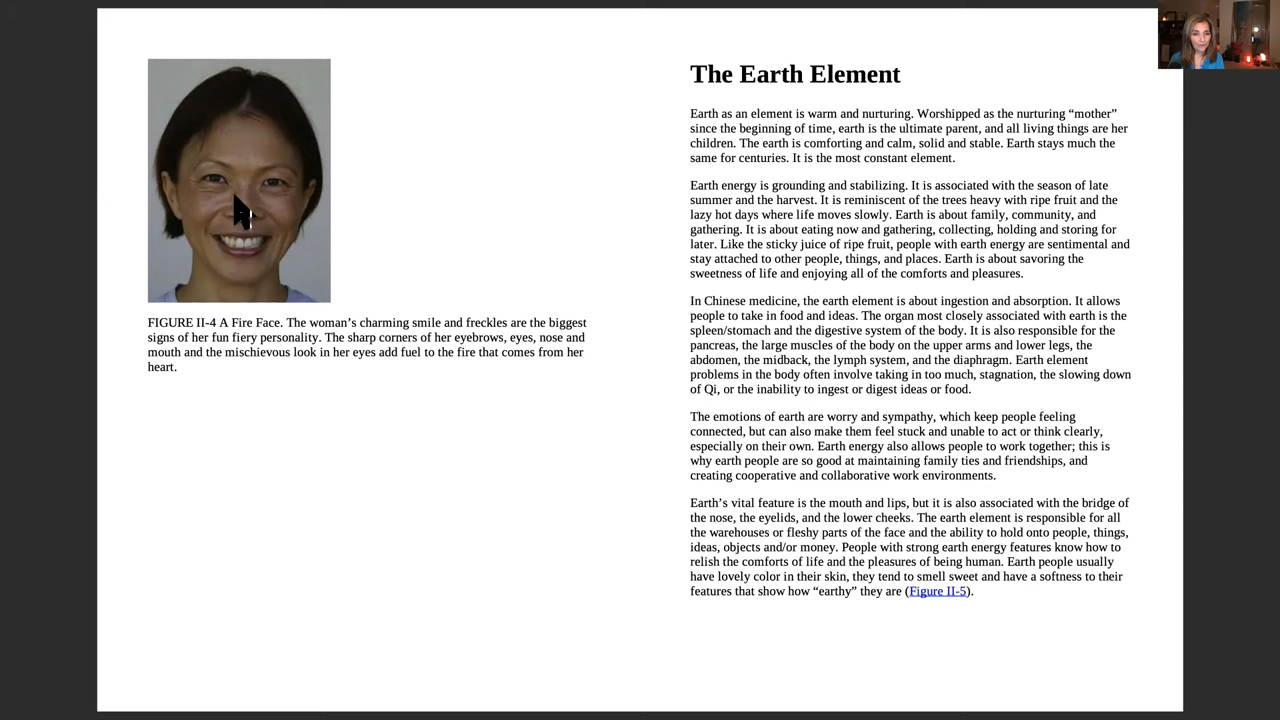 FIGURE II-4 A Fire Face. The woman’s charming smile and freckles are the biggest
signs of her fun fiery personality. The sharp corners of her eyebrows, eyes, nose and
mouth and the mischievous look in her eyes add fuel to the fire that comes from her
heart.
The Earth Element
Earth as an element is warm and nurturing. Worshipped as the nurturing “mother”
since the beginning of time, earth is the ultimate parent, and all living things are her
children. The earth is comforting and calm, solid and stable. Earth stays much the
same for centuries. It is the most constant element.
Earth energy is grounding and stabilizing. It is associated with the season of late
summer and the harvest. It is reminiscent of the trees heavy with ripe fruit and the
lazy hot days where life moves slowly. Earth is about family, community, and
gathering. It is about eating now and gathering, collecting, holding and storing for
later. Like the sticky juice of ripe fruit, people with earth energy are sentimental and
stay attached to other people, things, and places. Earth is about savoring the
sweetness of life and enjoying all of the comforts and pleasures.
In Chinese medicine, the earth element is about ingestion and absorption. It allows
people to take in food and ideas. The organ most closely associated with earth is the
spleen/stomach and the digestive system of the body. It is also responsible for the
pancreas, the large muscles of the body on the upper arms and lower legs, the
abdomen, the midback, the lymph system, and the diaphragm. Earth element
problems in the body often involve taking in too much, stagnation, the slowing down
of Qi, or the inability to ingest or digest ideas or food.
The emotions of earth are worry and sympathy, which keep people feeling
connected, but can also make them feel stuck and unable to act or think clearly,
especially on their own. Earth energy also allows people to work together; this is
why earth people are so good at maintaining family ties and friendships, and
creating cooperative and collaborative work environments.
Earth’s vital feature is the mouth and lips, but it is also associated with the bridge of
the nose, the eyelids, and the lower cheeks. The earth element is responsible for all
the warehouses or fleshy parts of the face and the ability to hold onto people, things,
ideas, objects and/or money. People with strong earth energy features know how to
relish the comforts of life and the pleasures of being human. Earth people usually
have lovely color in their skin, they tend to smell sweet and have a softness to their
features that show how “earthy” they are (Figure II-5).